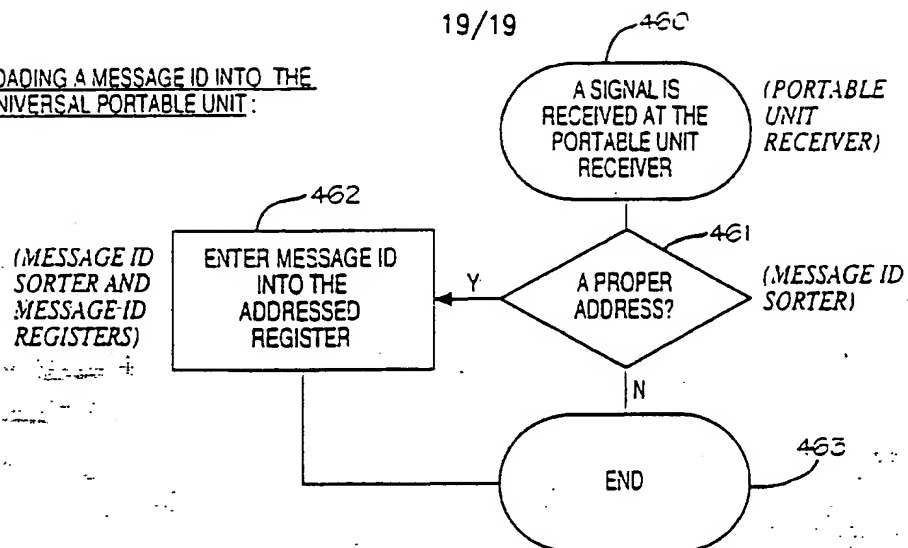 19/19
OADING A MESSAGE ID INTO THE
NIVERSAL PORTABLE UNIT:
460
A SIGNAL IS
RECEIVED AT THE
PORTABLE UNIT
RECEIVER
(PORTABLE
UNIT
RECEIVER)
462
(MESSAGE ID
SORTER AND
MESSAGE-ID
REGISTERS)
ENTER MESSAGE ID
INTO THE
ADDRESSED
REGISTER
Y
461
A PROPER
ADDRESS?
(MESSAGE ID
SORTER)
N
END
463